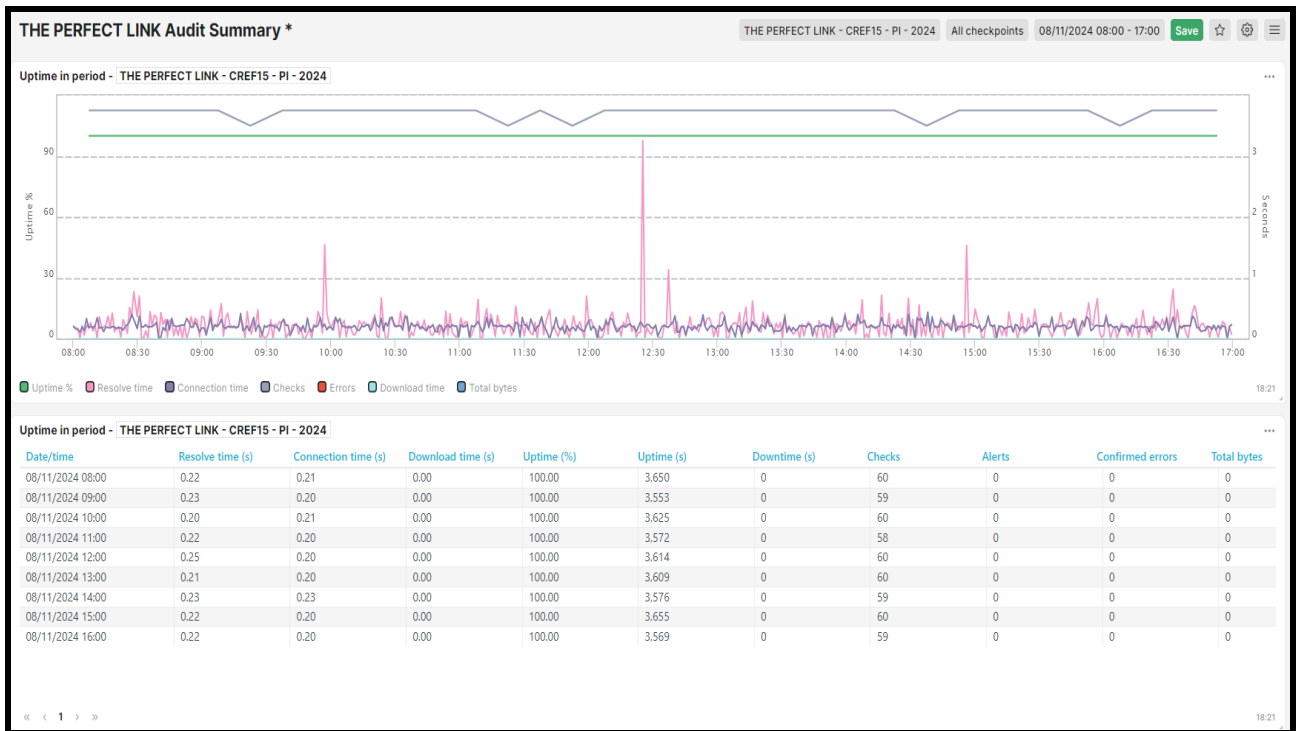 THE PERFECT LINK Audit Summary *
THE PERFECT LINK - CREF15 - PI - 2024 All checkpoints 08/11/2024 08:00 - 17:00 Save
Uptime in period - THE PERFECT LINK - CREF15 - PI - 2024
90
60
30
0
Uptime %
3
2
1
0
Seconds
08:00 08:30 09:00 09:30 10:00 10:30 11:00 11:30 12:00 12:30 13:00 13:30 14:00 14:30 15:00 15:30 16:00 16:30 17:00
Uptime % Resolve time Connection time Checks Errors Download time Total bytes 18:21
Uptime in period - THE PERFECT LINK - CREF15 - PI - 2024
Date/time Resolve time (s) Connection time (s) Download time (s) Uptime (%) Uptime (s) Downtime (s) Checks Alerts Confirmed errors Total bytes
08/11/2024 08:00 0.22 0.21 0.00 100.00 3,650 0 60 0 0 0
08/11/2024 09:00 0.23 0.20 0.00 100.00 3,553 0 59 0 0 0
08/11/2024 10:00 0.20 0.21 0.00 100.00 3,625 0 60 0 0 0
08/11/2024 11:00 0.22 0.20 0.00 100.00 3,572 0 58 0 0 0
08/11/2024 12:00 0.25 0.20 0.00 100.00 3,614 0 60 0 0 0
08/11/2024 13:00 0.21 0.20 0.00 100.00 3,609 0 60 0 0 0
08/11/2024 14:00 0.23 0.23 0.00 100.00 3,576 0 59 0 0 0
08/11/2024 15:00 0.22 0.20 0.00 100.00 3,655 0 60 0 0 0
08/11/2024 16:00 0.22 0.20 0.00 100.00 3,569 0 59 0 0 0
« ‹ 1 › » 18:21